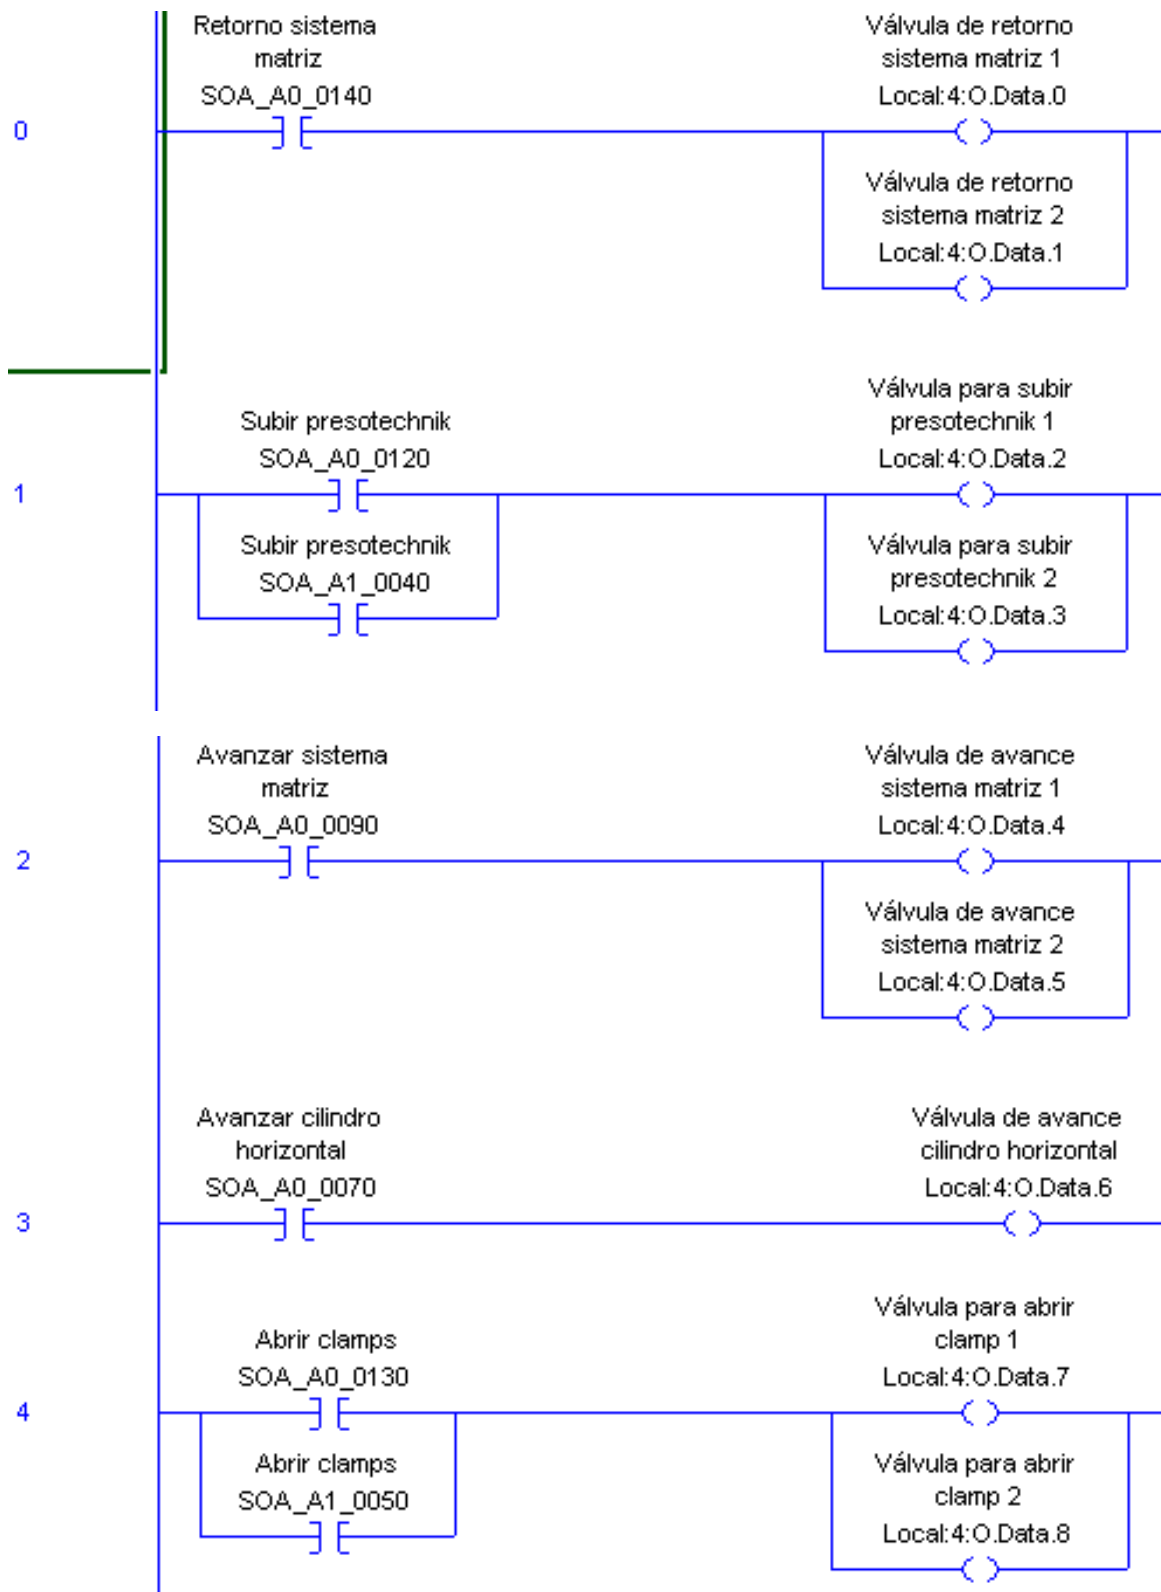 Retorno sistema
matriz
SOA_A0_0140
Válvula de retorno
sistema matriz 1
Local:4:O.Data.0
0
Válvula de retorno
sistema matriz 2
Local:4:O.Data.1
Subir presotechnik
SOA_A0_0120
Válvula para subir
presotechnik 1
Local:4:O.Data.2
1
Subir presotechnik
SOA_A1_0040
Válvula para subir
presotechnik 2
Local:4:O.Data.3
Avanzar sistema
matriz
SOA_A0_0090
Válvula de avance
sistema matriz 1
Local:4:O.Data.4
2
Válvula de avance
sistema matriz 2
Local:4:O.Data.5
Avanzar cilindro
horizontal
SOA_A0_0070
Válvula de avance
cilindro horizontal
Local:4:O.Data.6
3
Abrir clamps
SOA_A0_0130
Válvula para abrir
clamp 1
Local:4:O.Data.7
4
Abrir clamps
SOA_A1_0050
Válvula para abrir
clamp 2
Local:4:O.Data.8